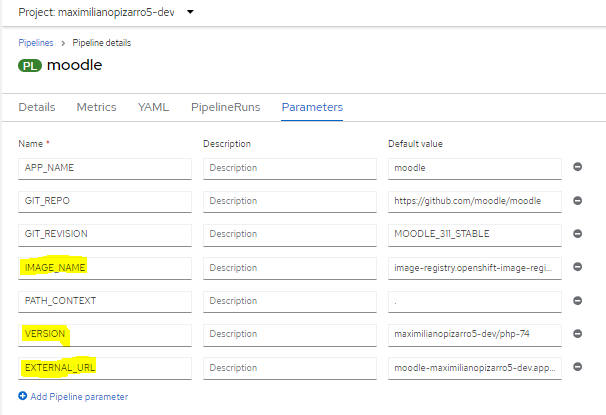 Project: maximilianopizarro5-dev
Pipelines > Pipeline details
PL moodle
Details Metrics YAML PipelineRuns Parameters
Name * Description Default value
APP_NAME Description moodle
GIT_REPO Description https://github.com/moodle/moodle
GIT_REVISION Description MOODLE_311_STABLE
IMAGE_NAME Description image-registry.openshift-image-regi...
PATH_CONTEXT Description .
VERSION Description maximilianopizarro5-dev/php-74
EXTERNAL_URL Description moodle-maximilianopizarro5-dev.app...
Add Pipeline parameter